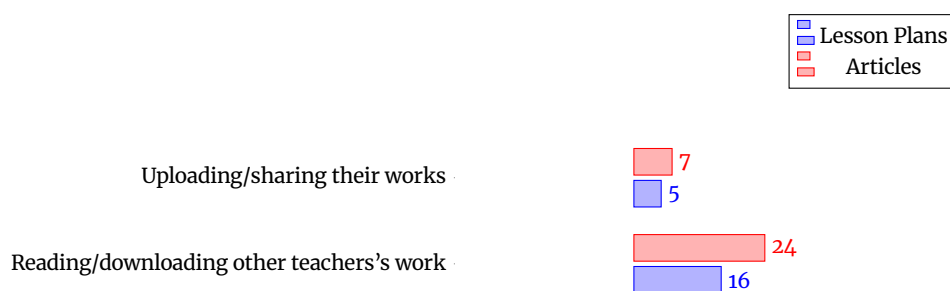 Lesson Plans
Articles
Uploading/sharing their works
7
5
Reading/downloading other teachers's work
24
16